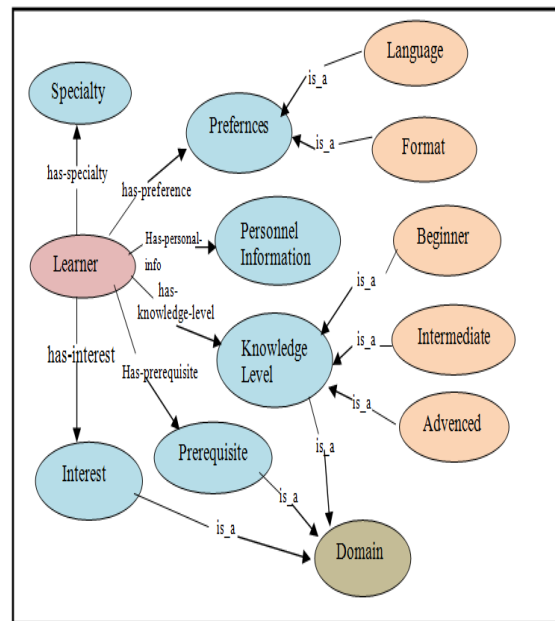 Language
Specialty
is_a
Prefernces
Format
is_a
has-specialty
has-preference
Has-personal-
info
Personnel
Information
Beginner
Learner
has-
knowledge-level
is_a
Intermediate
is_a
has-interest
Has-prerequisite
Knowledge
Level
is_a
Advenced
Prerequisite
is_a
Interest
is_a
is_a
Domain